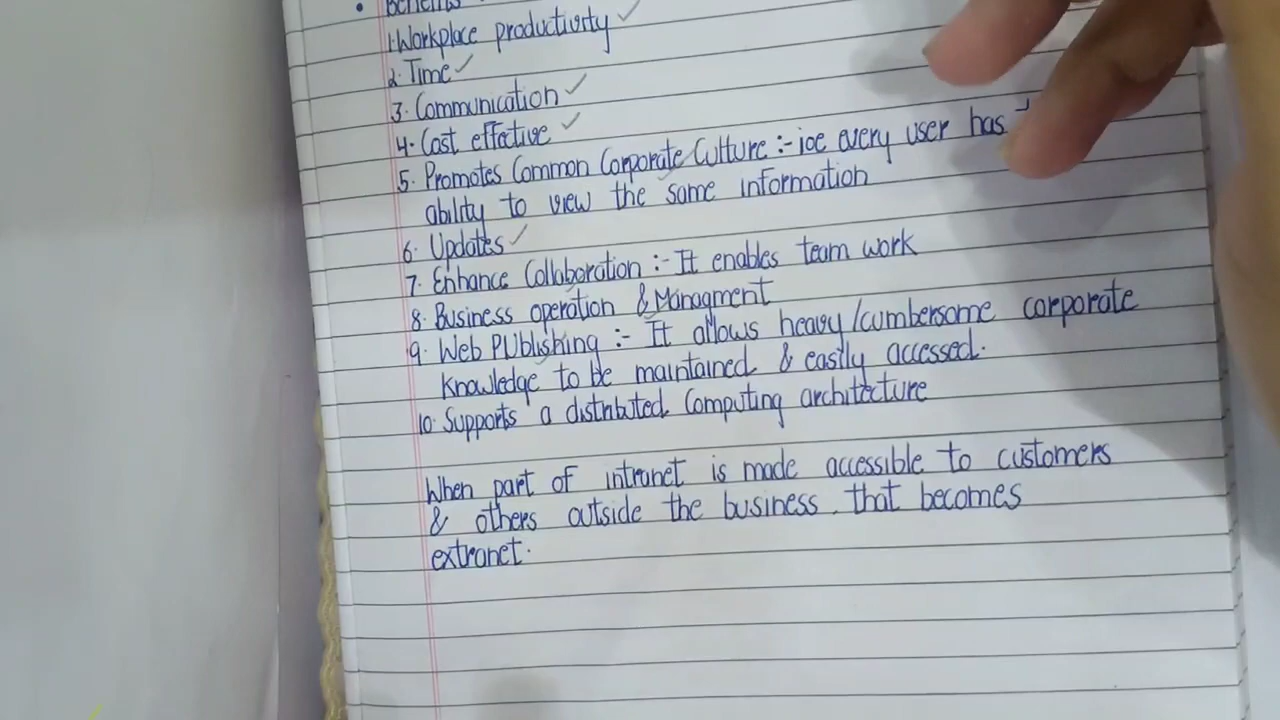 • Benefits
1. Workplace productivity ✓
2. Time ✓
3. Communication ✓
4. Cost effective ✓
5. Promotes Common Corporate Culture :- ioe every user has
ability to view the same information
6. Updates ✓
7. Enhance Collaboration :- It enables team work
8. Business operation & Managment
9. Web PUblishing :- It allows heavy/cumbersome corporate
knowledge to be maintained & easily accessed.
10. Supports a distributed Computing architecture
When part of intranet is made accessible to customers
& others outside the business, that becomes
extranet.